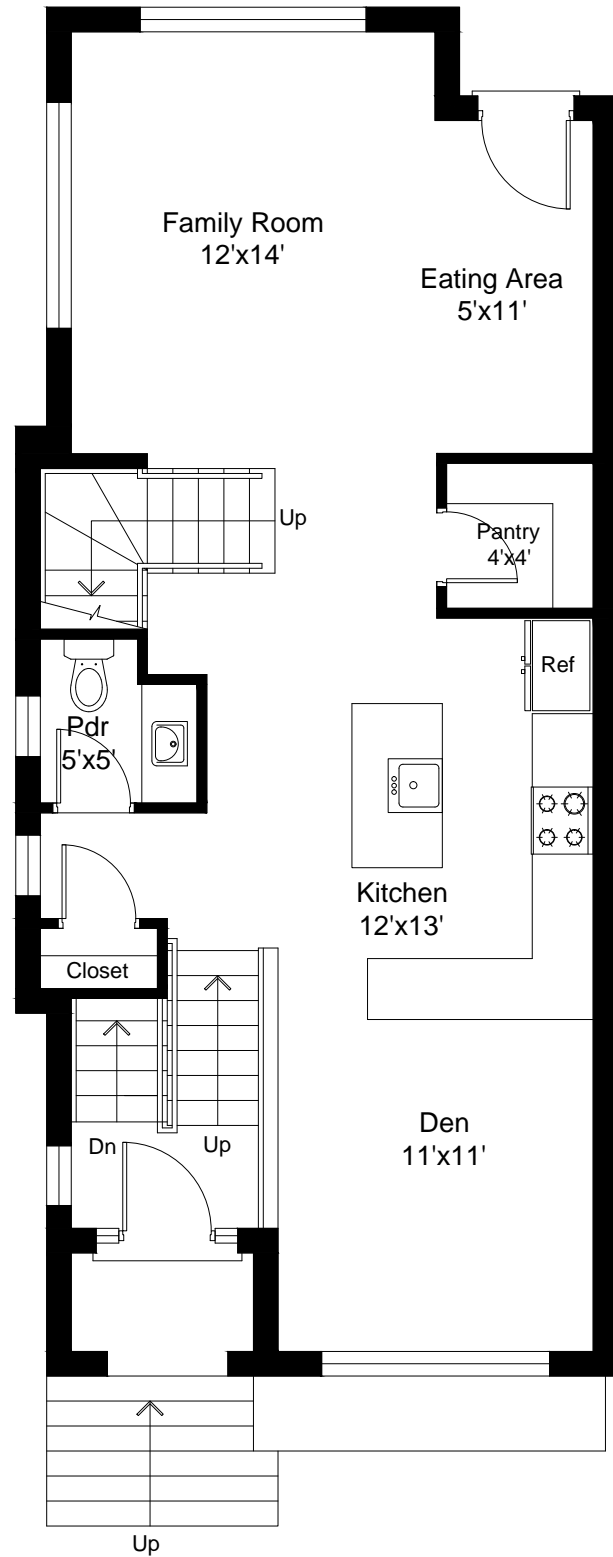 Family Room
12'x14'
Eating Area
5'x11'
Up
Pantry
4'x4'
Ref
Pdr
5'x5'
Kitchen
12'x13'
Closet
Den
11'x11'
Dn
Up
Up